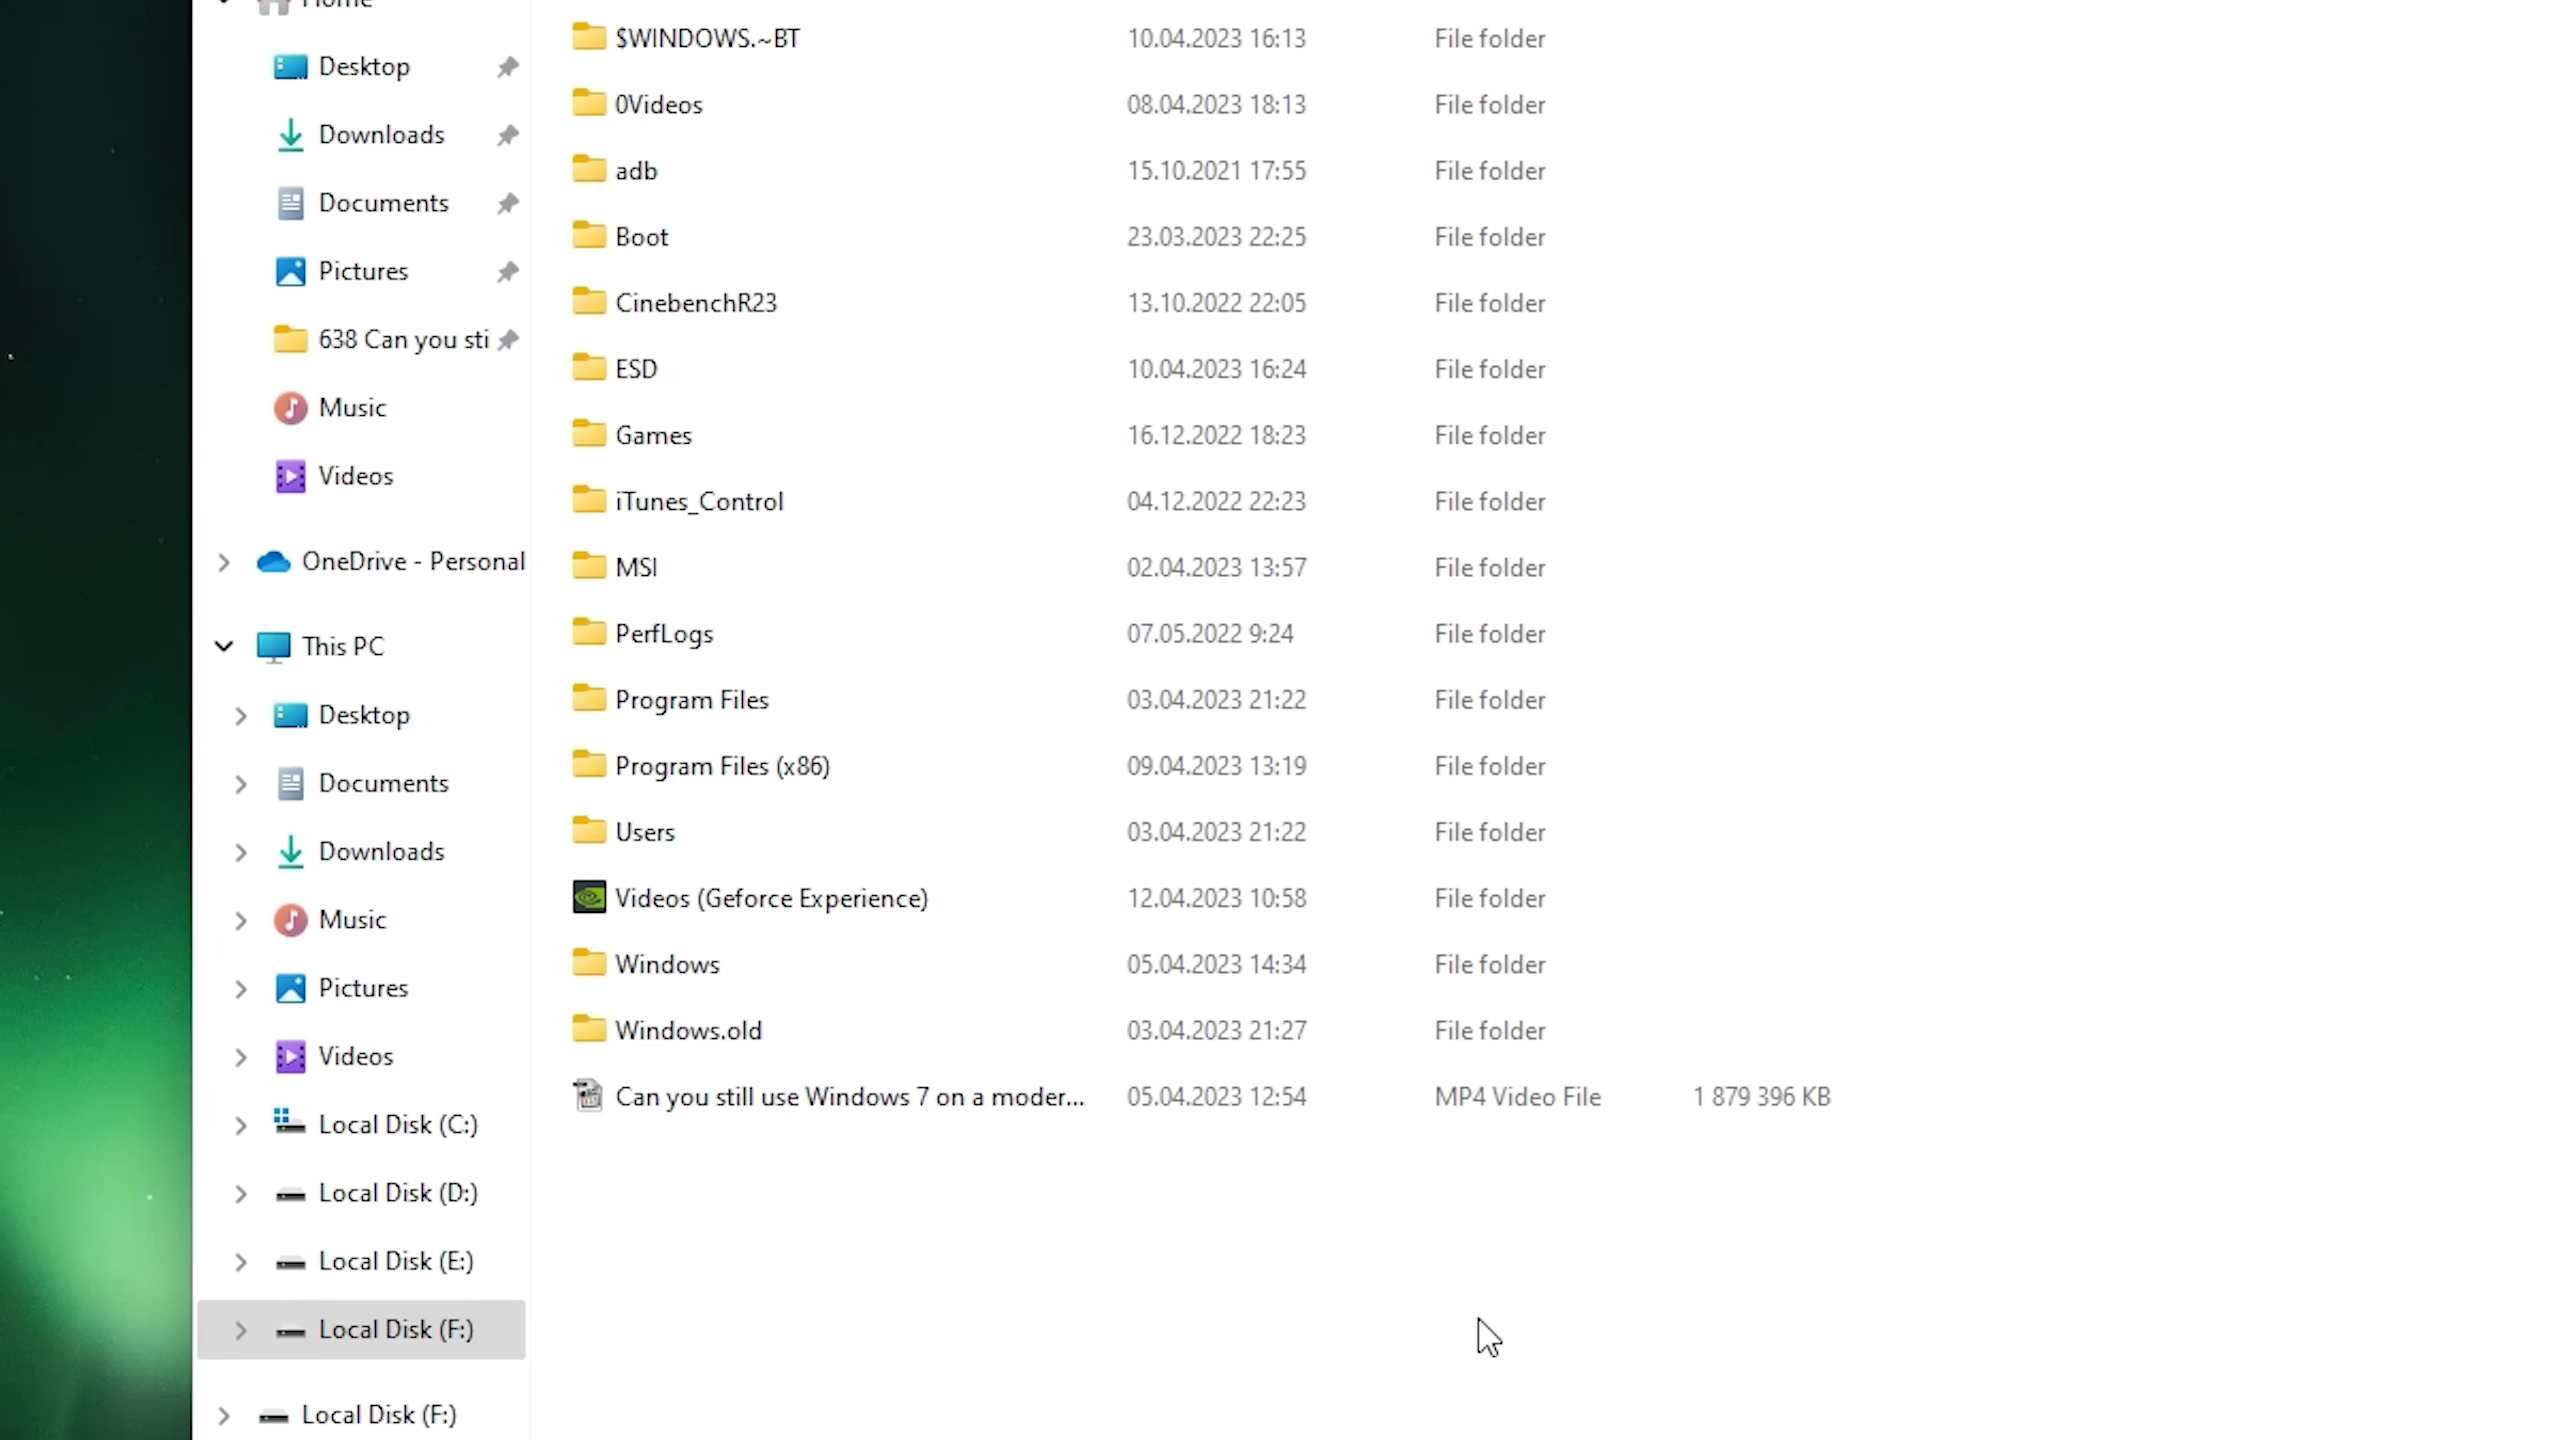 Home
Desktop
Downloads
Documents
Pictures
638 Can you sti
Music
Videos
OneDrive - Personal
This PC
Desktop
Documents
Downloads
Music
Pictures
Videos
Local Disk (C:)
Local Disk (D:)
Local Disk (E:)
Local Disk (F:)
Local Disk (F:)
$WINDOWS.~BT 10.04.2023 16:13 File folder
0Videos 08.04.2023 18:13 File folder
adb 15.10.2021 17:55 File folder
Boot 23.03.2023 22:25 File folder
CinebenchR23 13.10.2022 22:05 File folder
ESD 10.04.2023 16:24 File folder
Games 16.12.2022 18:23 File folder
iTunes_Control 04.12.2022 22:23 File folder
MSI 02.04.2023 13:57 File folder
PerfLogs 07.05.2022 9:24 File folder
Program Files 03.04.2023 21:22 File folder
Program Files (x86) 09.04.2023 13:19 File folder
Users 03.04.2023 21:22 File folder
Videos (Geforce Experience) 12.04.2023 10:58 File folder
Windows 05.04.2023 14:34 File folder
Windows.old 03.04.2023 21:27 File folder
Can you still use Windows 7 on a moder... 05.04.2023 12:54 MP4 Video File 1 879 396 KB